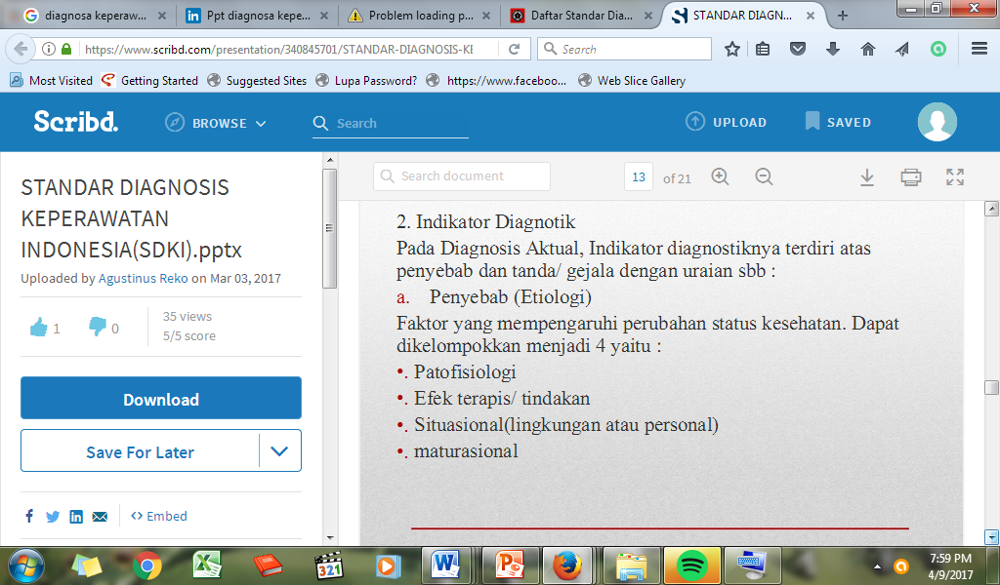 diagnosa keperaw...
Ppt diagnosa kepe...
Problem loading p...
Daftar Standar Dia...
STANDAR DIAGN...
https://www.scribd.com/presentation/340845701/STANDAR-DIAGNOSIS-KE
Search
Most Visited
Getting Started
Suggested Sites
Lupa Password?
https://www.faceboo...
Web Slice Gallery
Scribd.
BROWSE
Search
UPLOAD
SAVED
STANDAR DIAGNOSIS
KEPERAWATAN
INDONESIA(SDKI).pptx
Uploaded by Agustinus Reko on Mar 03, 2017
1
0
35 views
5/5 score
Download
Save For Later
Embed
Search document
13 of 21
2. Indikator Diagnotik
Pada Diagnosis Aktual, Indikator diagnostiknya terdiri atas
penyebab dan tanda/ gejala dengan uraian sbb :
a. Penyebab (Etiologi)
Faktor yang mempengaruhi perubahan status kesehatan. Dapat
dikelompokkan menjadi 4 yaitu :
•. Patofisiologi
•. Efek terapis/ tindakan
•. Situasional(lingkungan atau personal)
•. maturasional
321
7:59 PM
4/9/2017